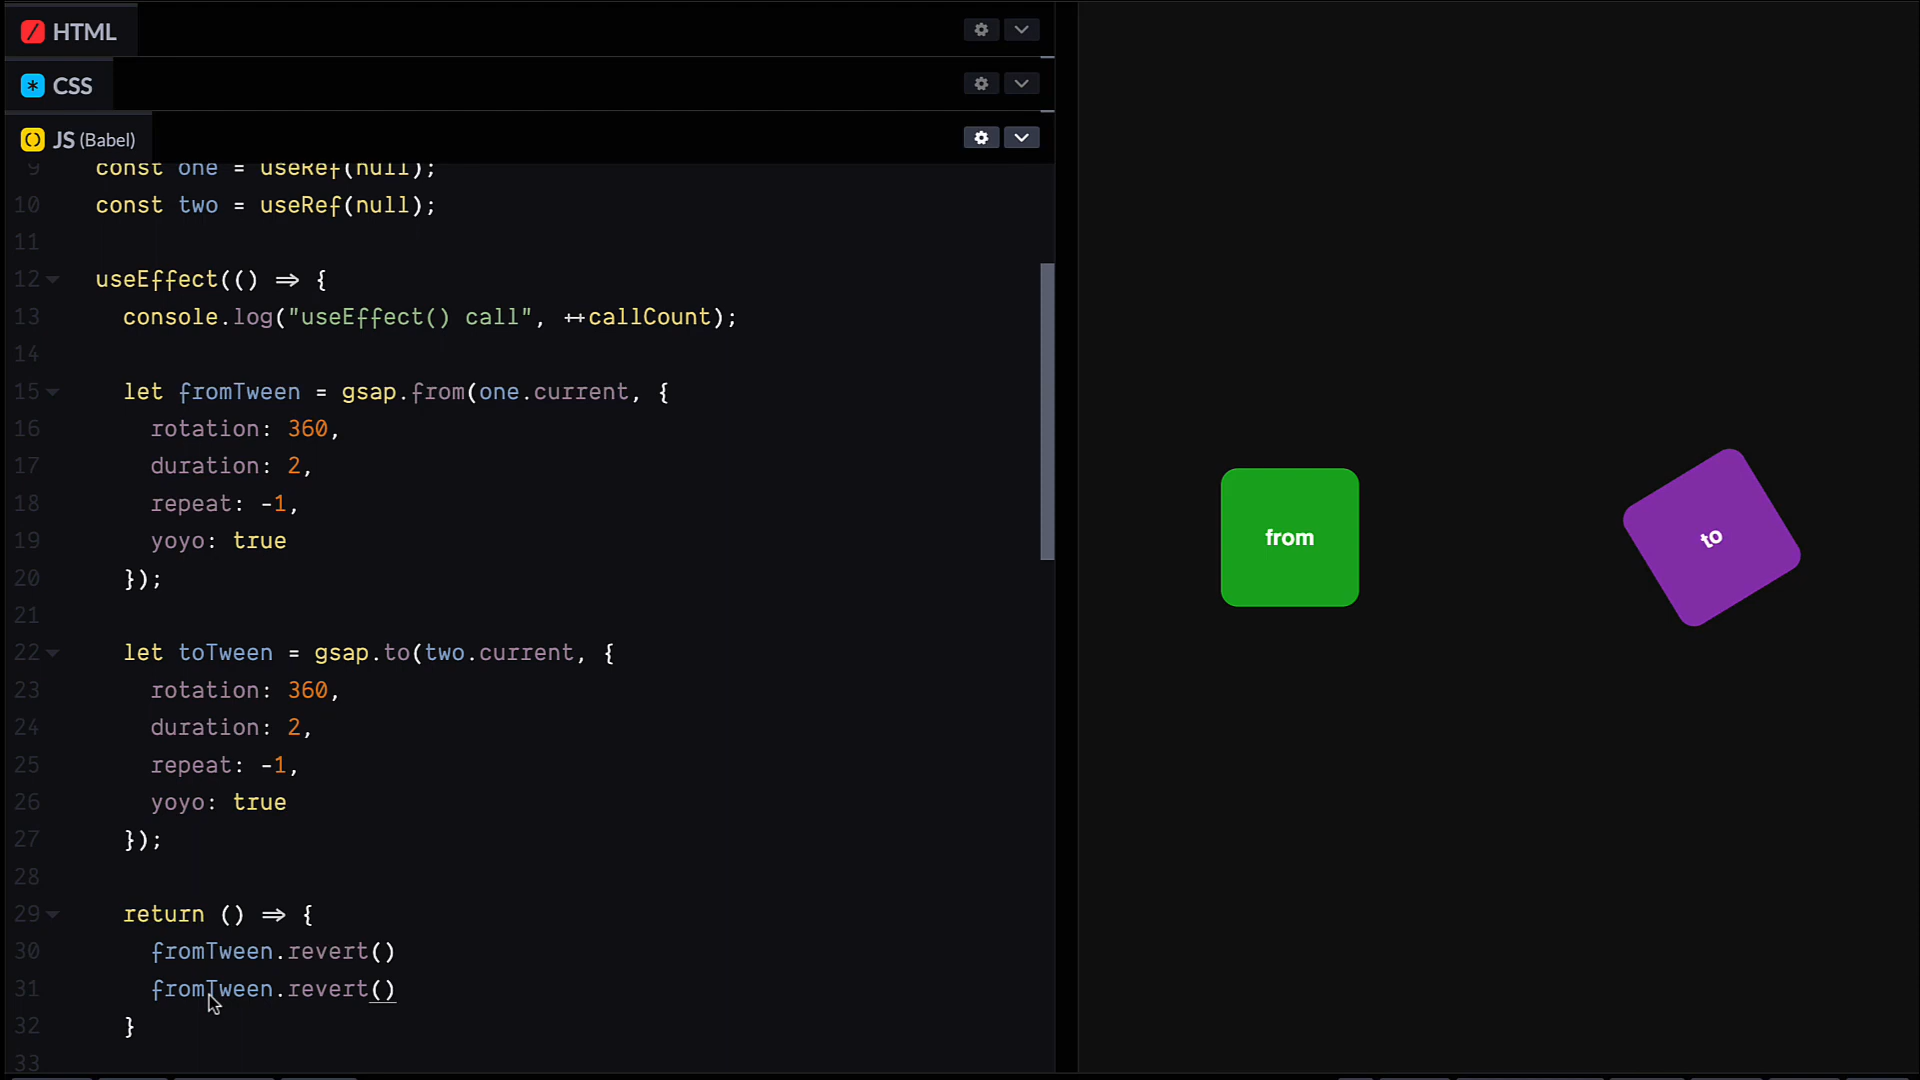 HTML
CSS
JS (Babel)
9 const one = useRef(null);
10 const two = useRef(null);
11
12 useEffect(() => {
13 console.log("useEffect() call", ++callCount);
14
15 let fromTween = gsap.from(one.current, {
16 rotation: 360,
17 duration: 2,
18 repeat: -1,
19 yoyo: true
20 });
21
22 let toTween = gsap.to(two.current, {
23 rotation: 360,
24 duration: 2,
25 repeat: -1,
26 yoyo: true
27 });
28
29 return () => {
30 fromTween.revert()
31 fromTween.revert()
32 }
33
from
to